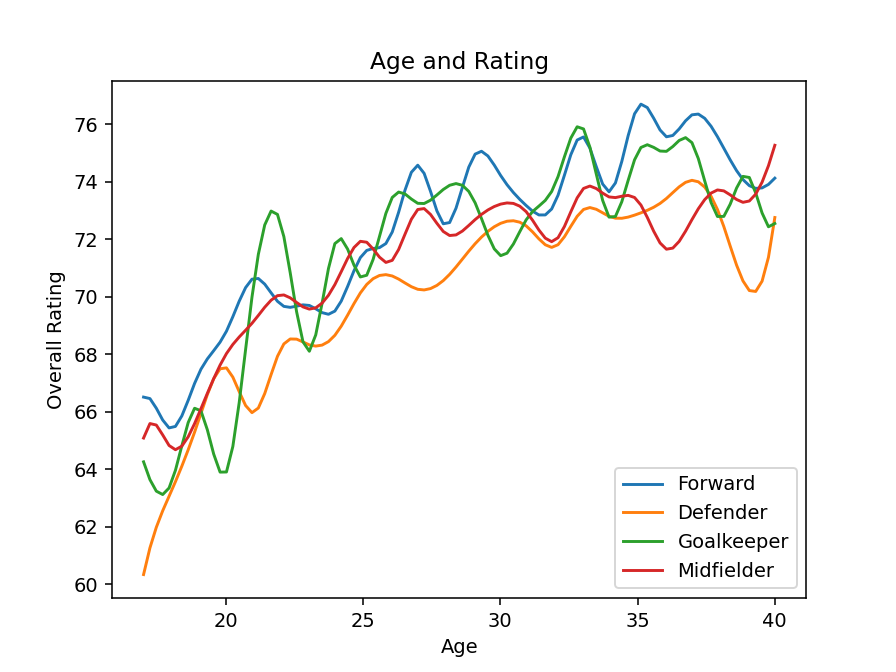 Age and Rating
Overall Rating
76
74
72
70
68
66
64
62
60
Forward
Defender
Goalkeeper
Midfielder
20 25 30 35 40
Age